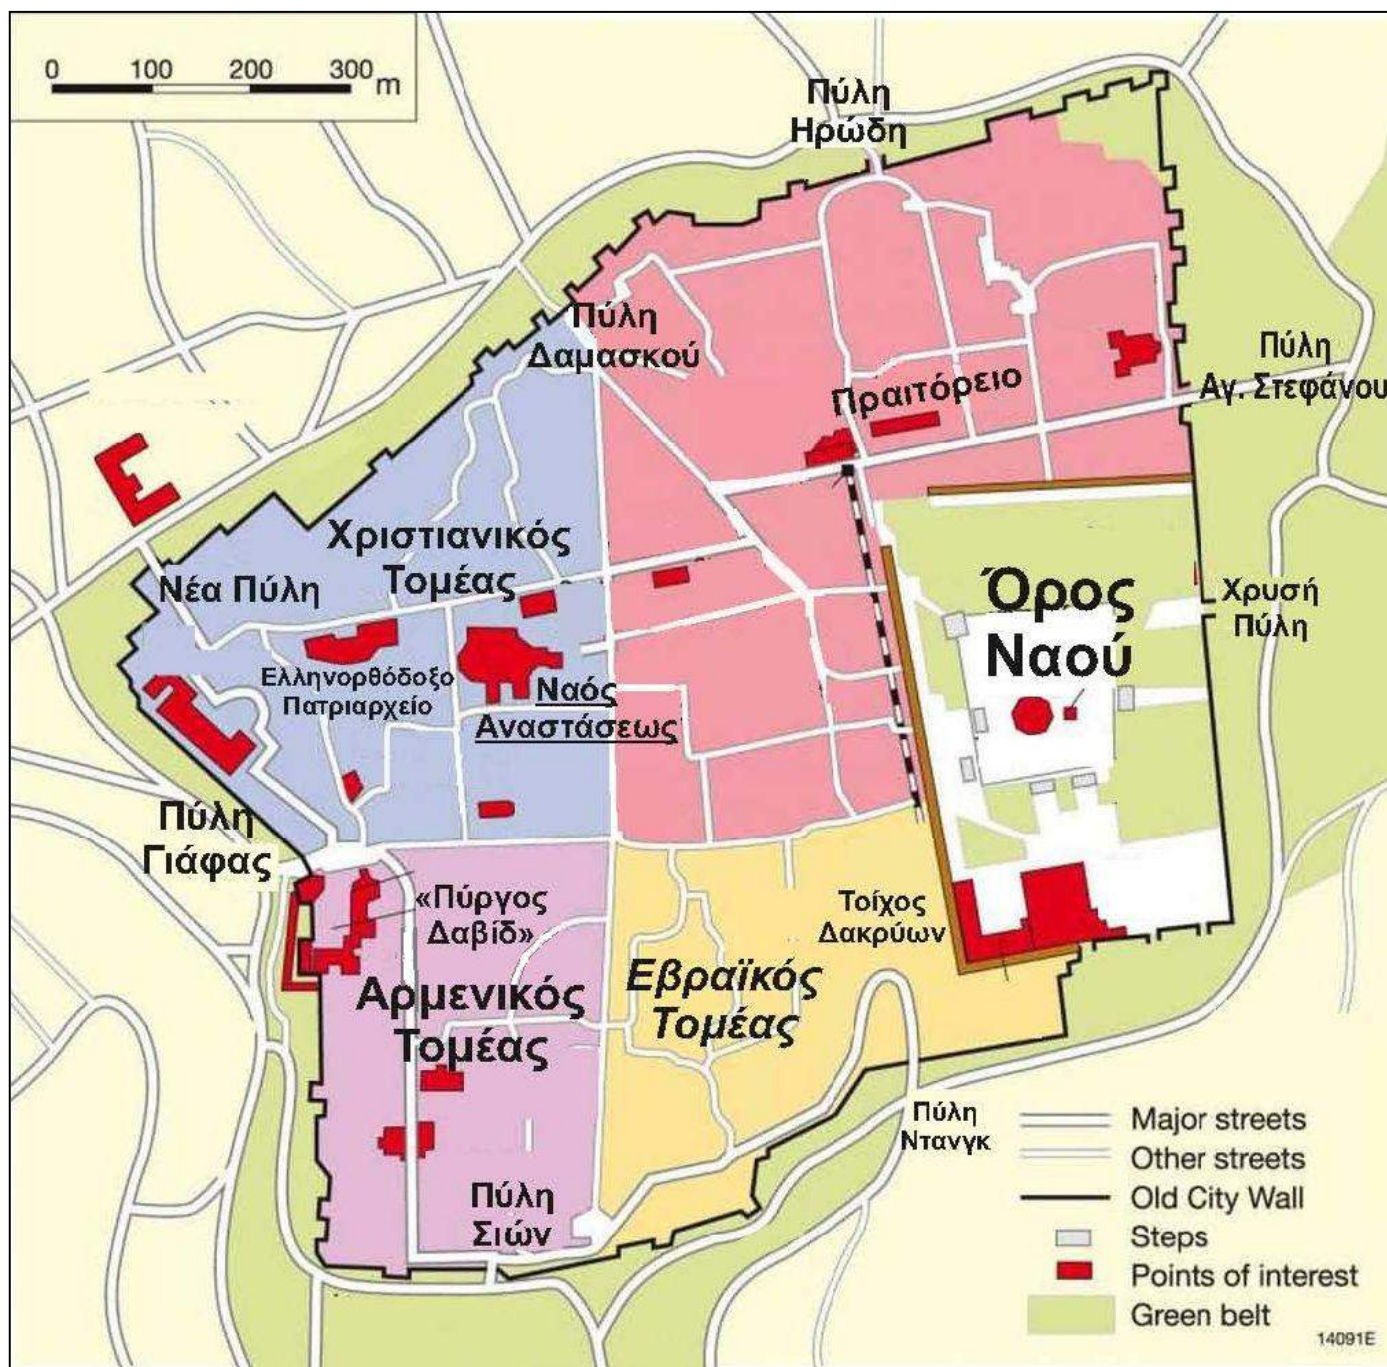 0 100 200 300 m
Πύλη
Ηρώδη
Πύλη
Δαμασκού
Πραιτόρειο
Πύλη
Αγ. Στεφάνου
Χριστιανικός
Τομέας
Νέα Πύλη
Όρος
Ναού
Χρυσή
Πύλη
Ελληνορθόδοξο
Πατριαρχείο
Ναός
Αναστάσεως
Πύλη
Γιάφας
«Πύργος
Δαβίδ»
Τοίχος
Δακρύων
Αρμενικός
Τομέας
Εβραϊκός
Τομέας
Πύλη
Ντανγκ
Πύλη
Σιών
Major streets
Other streets
Old City Wall
Steps
Points of interest
Green belt
14091E